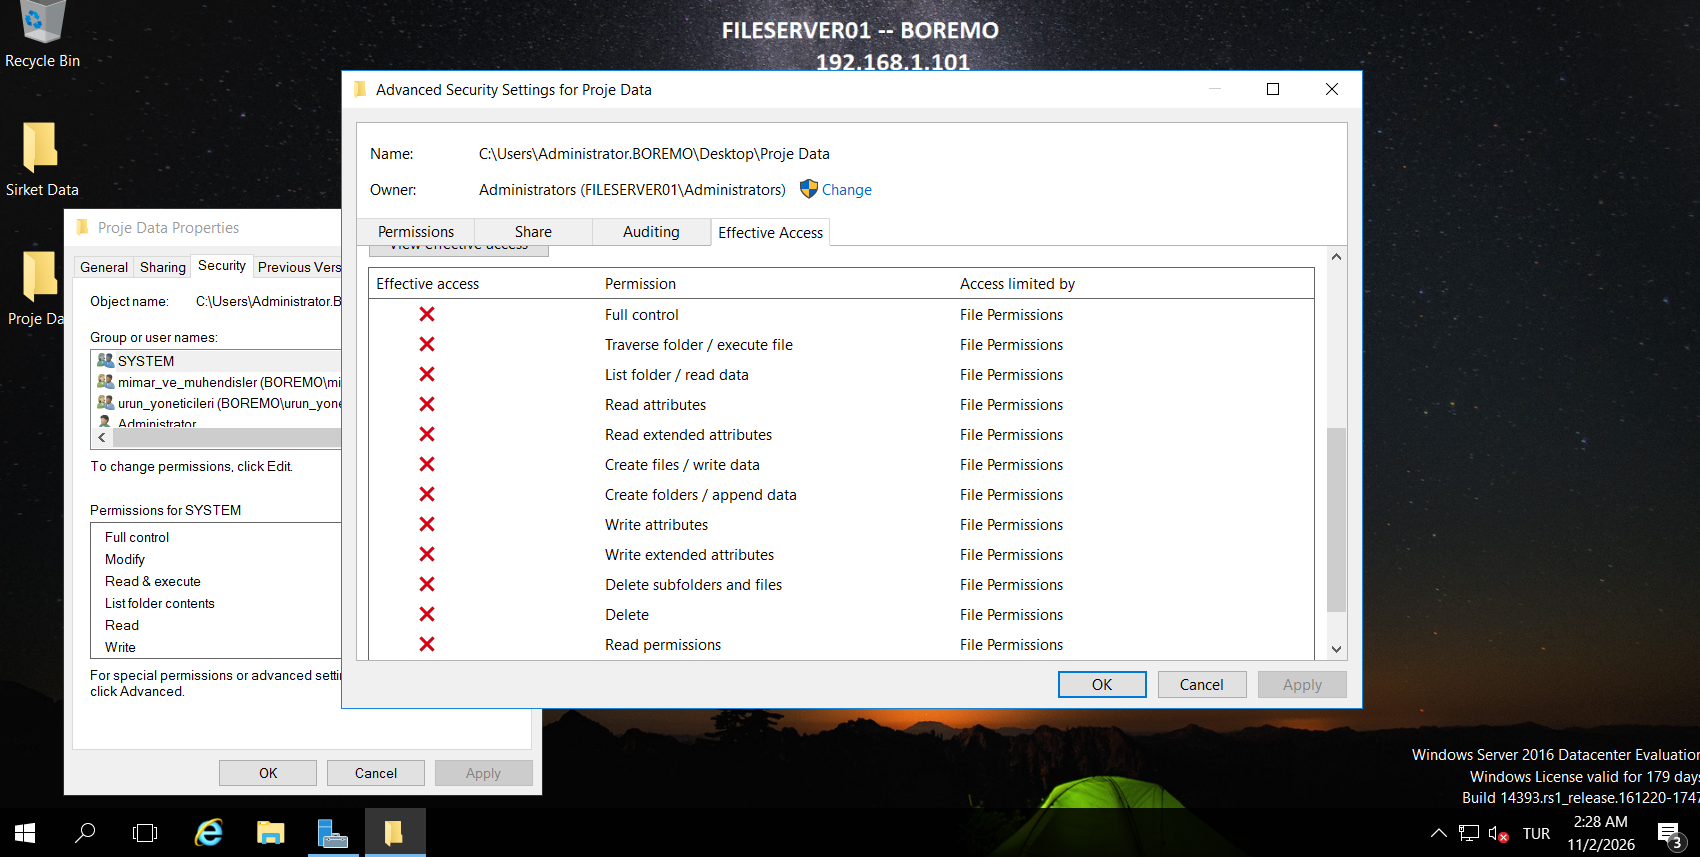 FILESERVER01 -- BOREMO
192.168.1.101
Recycle Bin
Sirket Data
Proje Da
Advanced Security Settings for Proje Data
Name: C:\Users\Administrator.BOREMO\Desktop\Proje Data
Owner: Administrators (FILESERVER01\Administrators) Change
Permissions Share Auditing Effective Access
View effective access
Effective access Permission Access limited by
Full control File Permissions
Traverse folder / execute file File Permissions
List folder / read data File Permissions
Read attributes File Permissions
Read extended attributes File Permissions
Create files / write data File Permissions
Create folders / append data File Permissions
Write attributes File Permissions
Write extended attributes File Permissions
Delete subfolders and files File Permissions
Delete File Permissions
Read permissions File Permissions
OK Cancel Apply
Proje Data Properties
General Sharing Security Previous Vers
Object name: C:\Users\Administrator.B
Group or user names:
SYSTEM
mimar_ve_muhendisler (BOREMO\mi
urun_yoneticileri (BOREMO\urun_yone
Administrator
To change permissions, click Edit.
Permissions for SYSTEM
Full control
Modify
Read & execute
List folder contents
Read
Write
For special permissions or advanced settin
click Advanced.
OK Cancel Apply
Windows Server 2016 Datacenter Evaluation
Windows License valid for 179 days
Build 14393.rs1_release.161220-1747
TUR
2:28 AM
11/2/2026
3